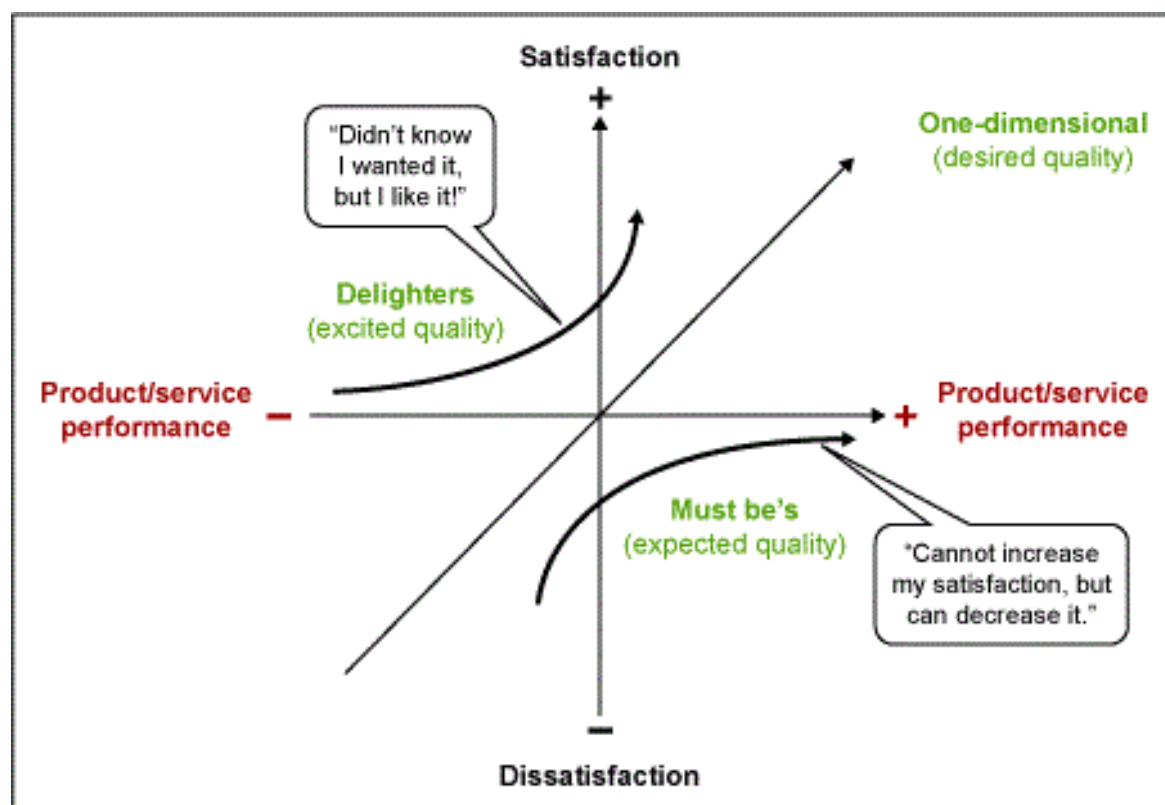 Satisfaction
+
“Didn’t know
I wanted it,
but I like it!”
One-dimensional
(desired quality)
Delighters
(excited quality)
Product/service
performance
–
+
Product/service
performance
Must be’s
(expected quality)
“Cannot increase
my satisfaction, but
can decrease it.”
–
Dissatisfaction